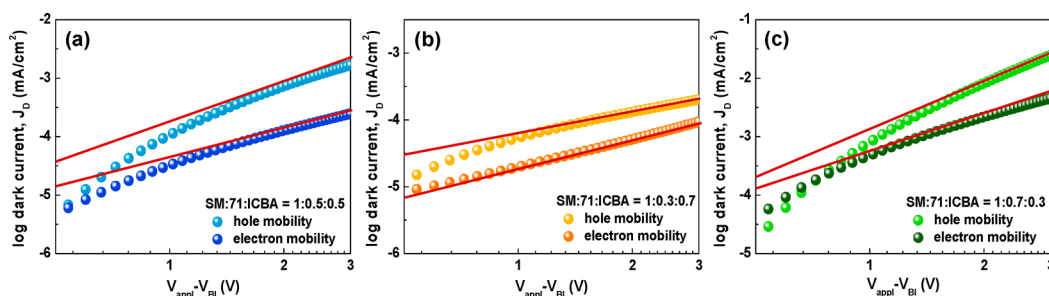 (a)
log dark current, J_D (mA/cm²)
-2
-3
-4
-5
-6
SM:71:ICBA = 1:0.5:0.5
hole mobility
electron mobility
1
2
3
V_appl-V_BI (V)
(b)
log dark current, J_D (mA/cm²)
-2
-3
-4
-5
-6
SM:71:ICBA = 1:0.3:0.7
hole mobility
electron mobility
1
2
3
V_appl-V_BI (V)
(c)
log dark current, J_D (mA/cm²)
-1
-2
-3
-4
-5
SM:71:ICBA = 1:0.7:0.3
hole mobility
electron mobility
1
2
3
V_appl-V_BI (V)